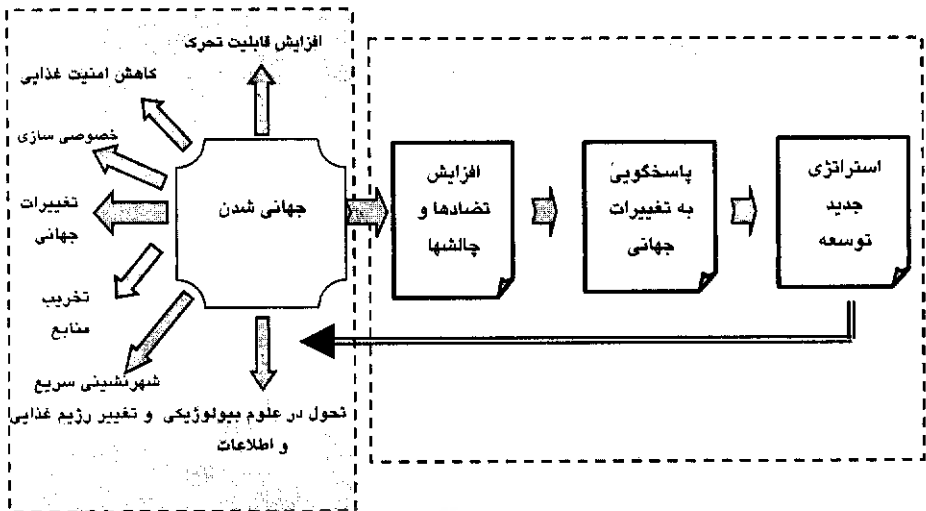 افزایش قابلیت تحرک
کاهش امنیت غذایی
خصوصی سازی
تغییرات
جهانی
تخریب
منابع
شهرنشینی سریع
و تغییر رژیم غذایی
تحول در علوم بیولوژیکی
و اطلاعات
جهانی شدن
افزایش
تضادها و
چالشها
پاسخگویی
به تغییرات
جهانی
استراتژی
جدید
توسعه